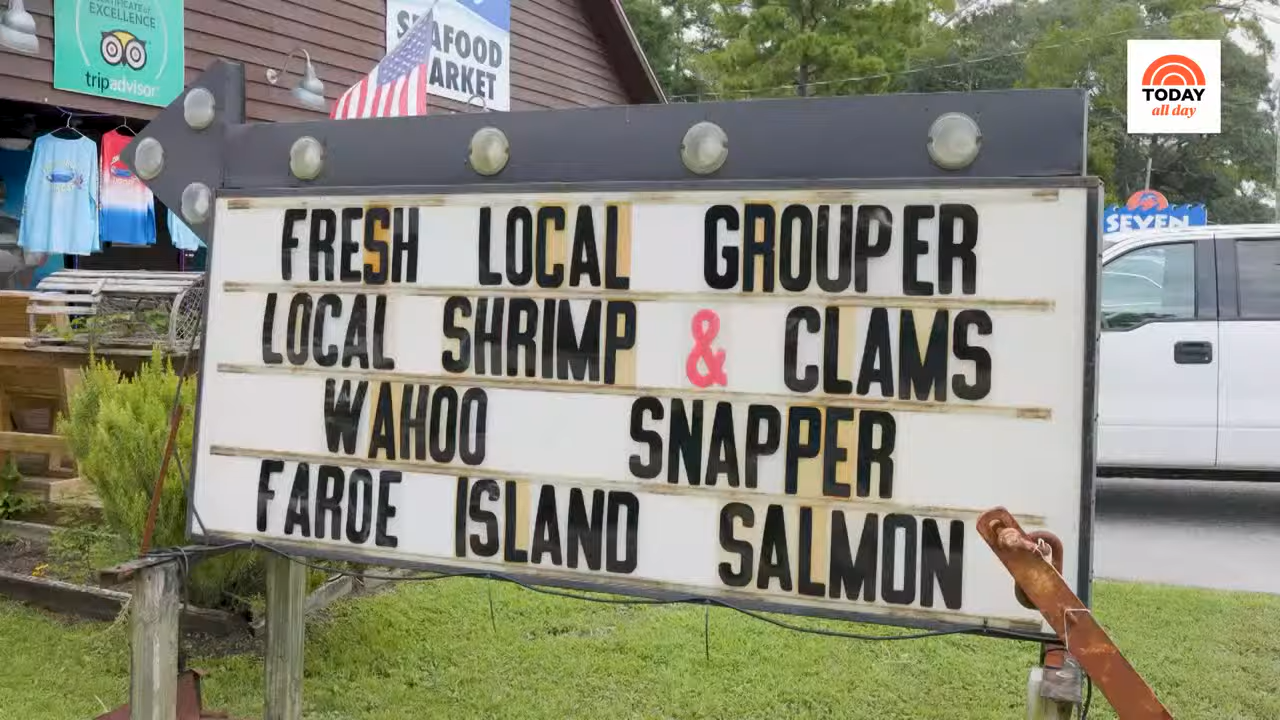 CERTIFICATE of
EXCELLENCE
tripadvisor
SEAFOOD
MARKET
TODAY
all day
SEVEN
FRESH LOCAL GROUPER
LOCAL SHRIMP & CLAMS
WAHOO SNAPPER
FAROE ISLAND SALMON